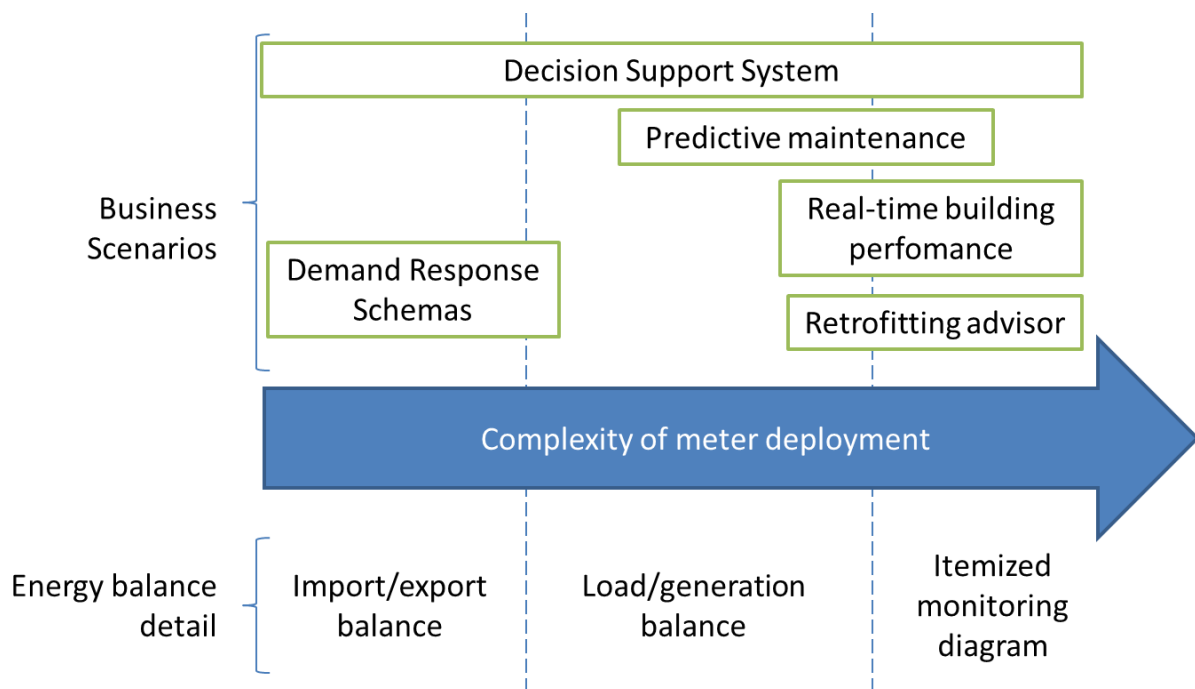 Decision Support System
Predictive maintenance
Business
Scenarios
Real-time building
perfomance
Demand Response
Schemas
Retrofitting advisor
Complexity of meter deployment
Energy balance
detail
Import/export
balance
Load/generation
balance
Itemized
monitoring
diagram